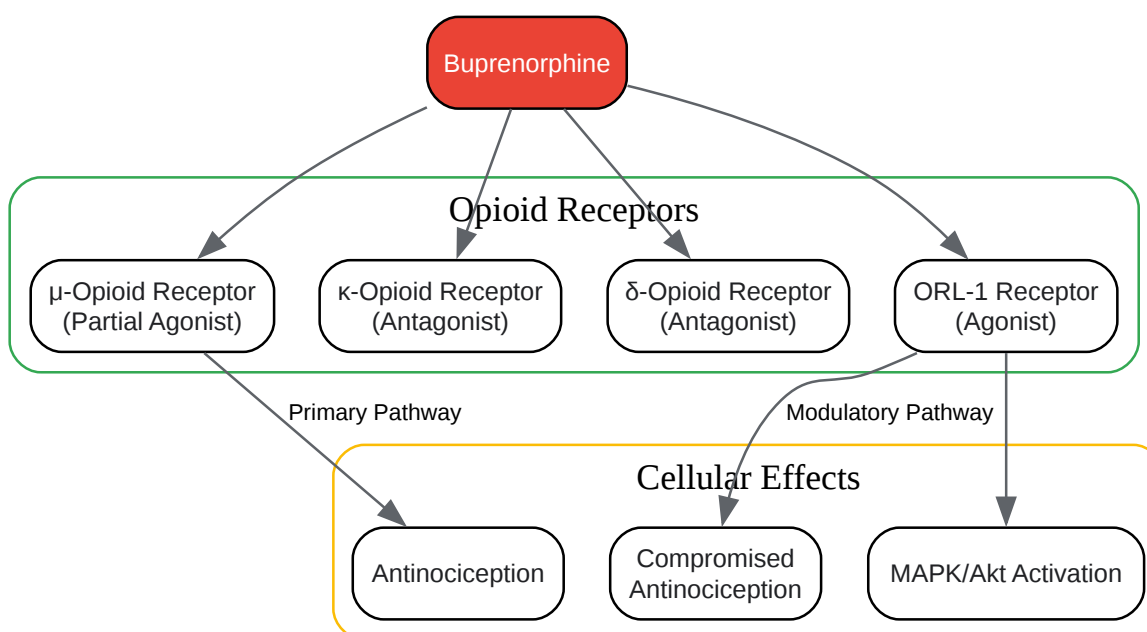 Buprenorphine
Opioid Receptors
μ-Opioid Receptor
(Partial Agonist)
κ-Opioid Receptor
(Antagonist)
δ-Opioid Receptor
(Antagonist)
ORL-1 Receptor
(Agonist)
Primary Pathway
Modulatory Pathway
Cellular Effects
Antinociception
Compromised
Antinociception
MAPK/Akt Activation